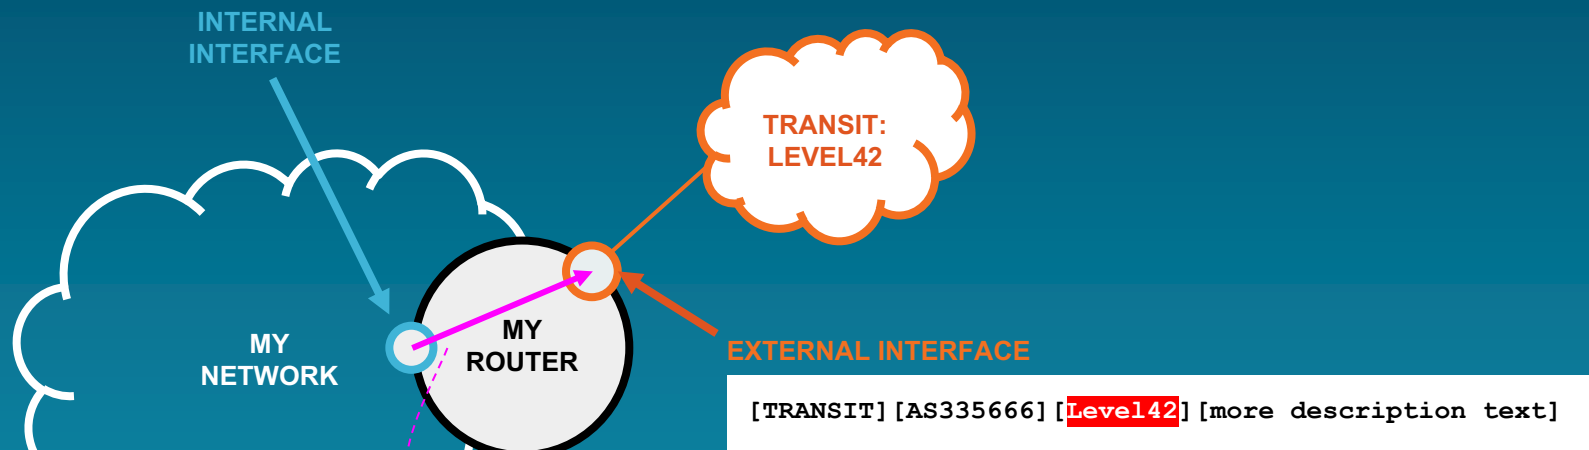 INTERNAL
INTERFACE
TRANSIT:
LEVEL42
MY
NETWORK
MY
ROUTER
EXTERNAL INTERFACE
[TRANSIT][AS335666][Level42][more description text]